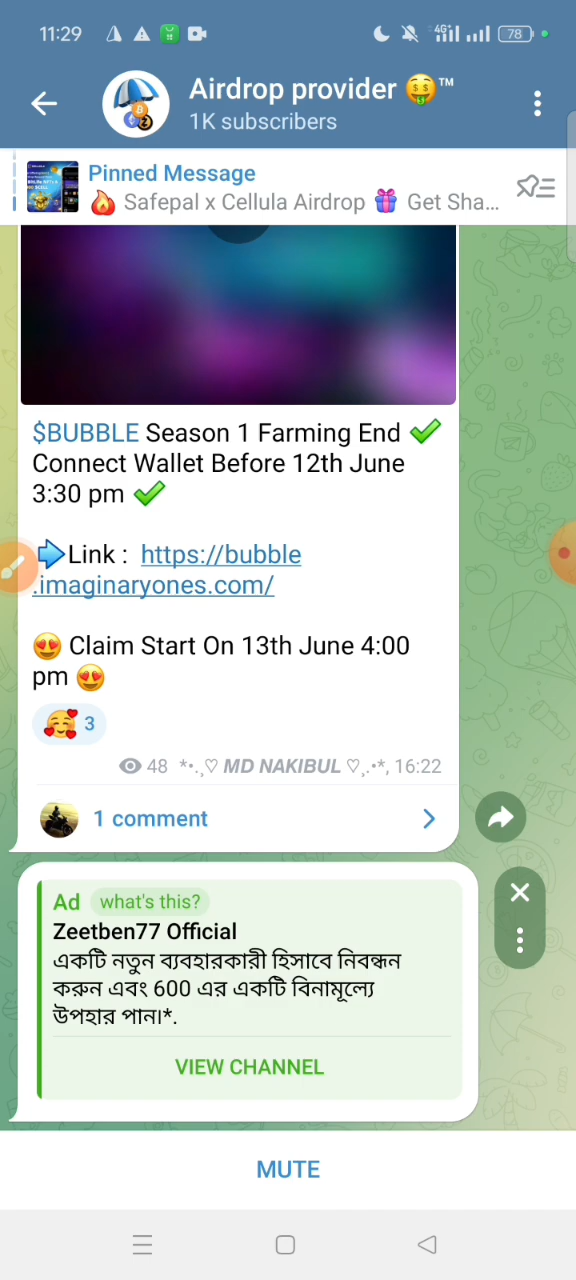 11:29
4G+
78
Airdrop provider 🤑™
1K subscribers
Pinned Message
🔥 Safepal x Cellula Airdrop 🎁 Get Sha...
$BUBBLE Season 1 Farming End ✅
Connect Wallet Before 12th June
3:30 pm ✅
➡️Link : https://bubble
.imaginaryones.com/
😍 Claim Start On 13th June 4:00
pm 😍
🥰 3
48 *•.¸♡ MD NAKIBUL ♡¸.•*, 16:22
1 comment
Ad what's this?
Zeetben77 Official
একটি নতুন ব্যবহারকারী হিসাবে নিবন্ধন
করুন এবং 600 এর একটি বিনামূল্যে
উপহার পান।*.
VIEW CHANNEL
MUTE